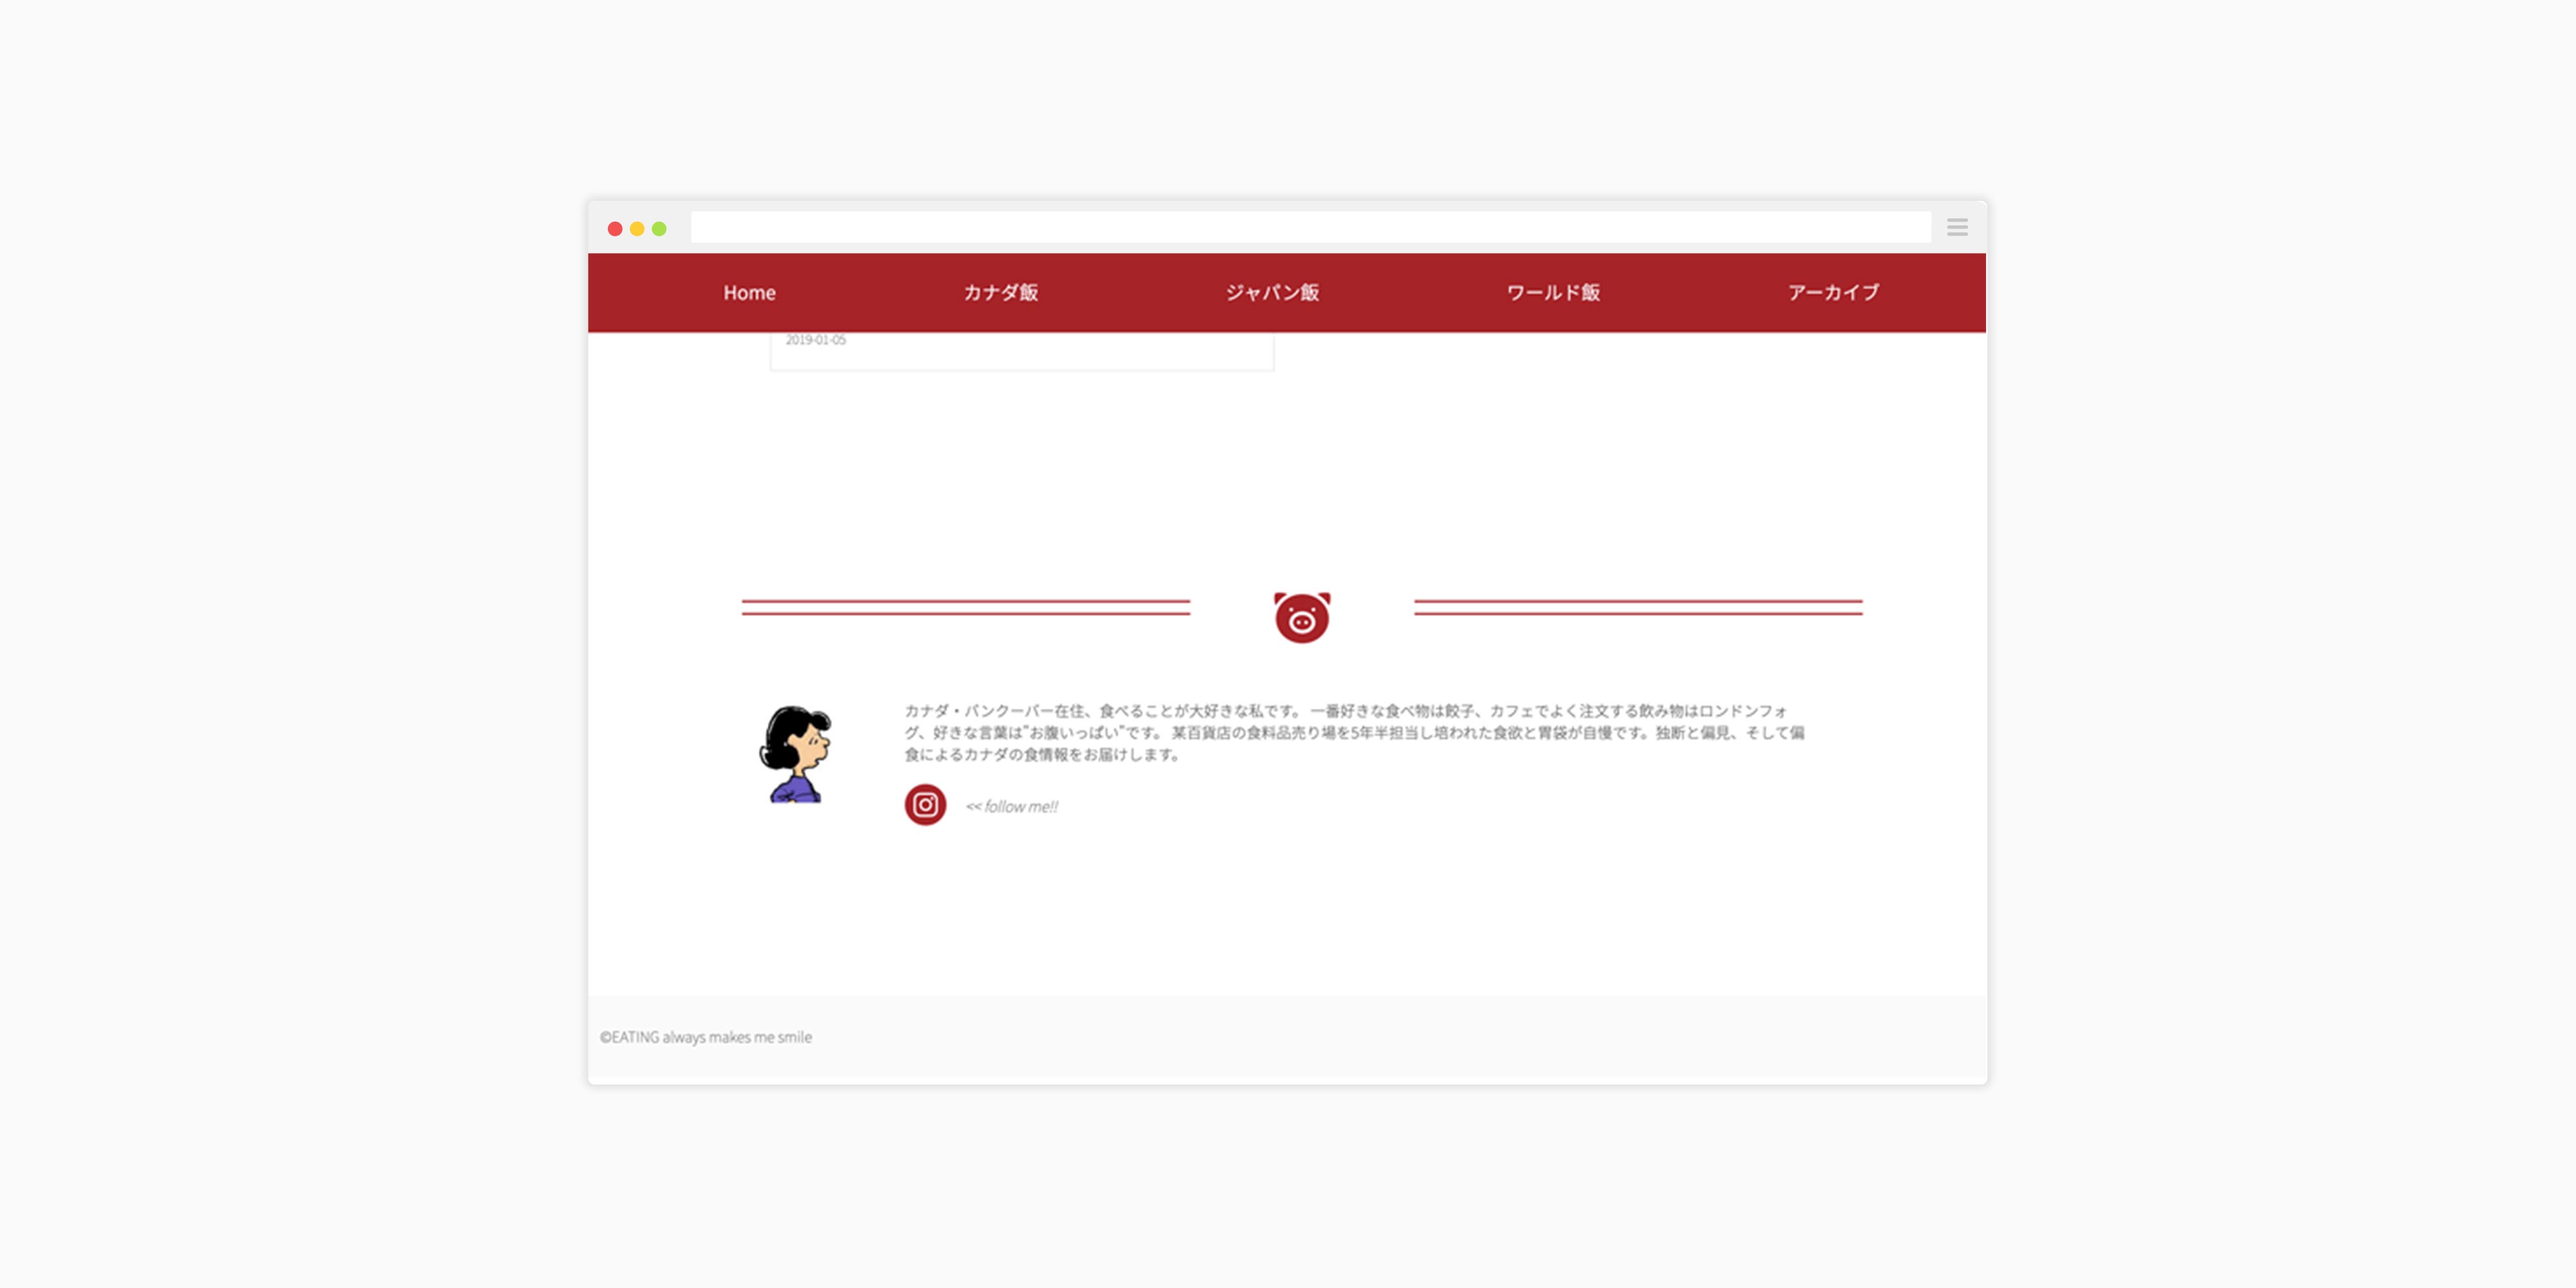 Home
カナダ飯
ジャパン飯
ワールド飯
アーカイブ
2019-01-05
カナダ・バンクーバー在住、食べることが大好きな私です。 一番好きな食べ物は餃子、カフェでよく注文する飲み物はロンドンフォ
グ、好きな言葉は"お腹いっぱい"です。 某百貨店の食料品売り場を5年半担当し培われた食欲と胃袋が自慢です。独断と偏見、そして偏
食によるカナダの食情報をお届けします。
<< follow me!!
©EATING always makes me smile